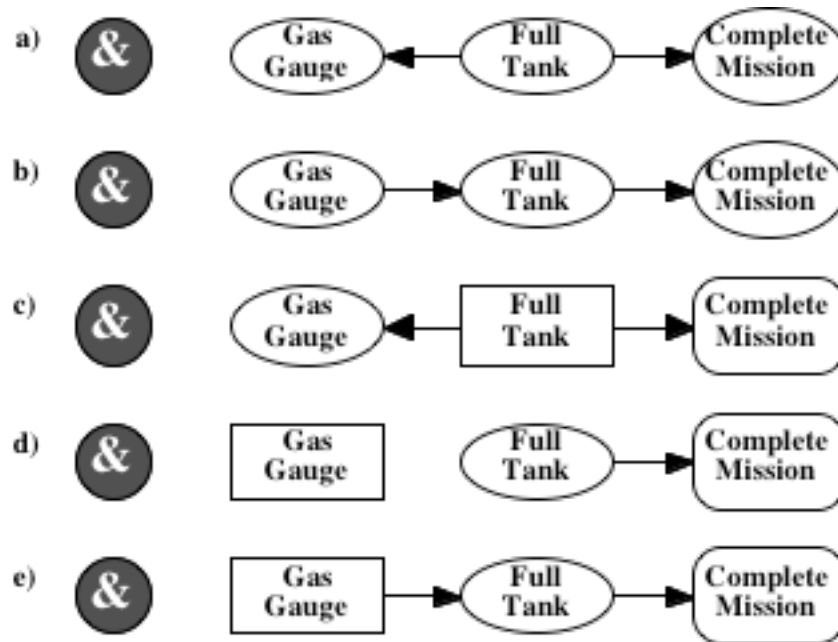 a) & Gas Gauge Full Tank Complete Mission
b) & Gas Gauge Full Tank Complete Mission
c) & Gas Gauge Full Tank Complete Mission
d) & Gas Gauge Full Tank Complete Mission
e) & Gas Gauge Full Tank Complete Mission